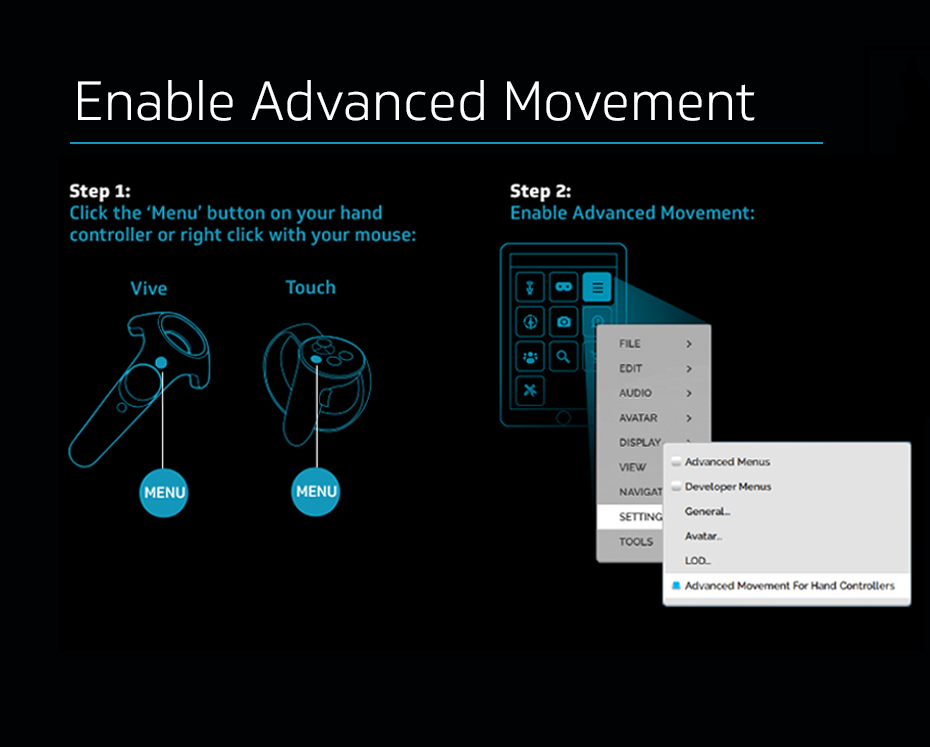 Enable Advanced Movement
Step 1:
Click the ‘Menu’ button on your hand
controller or right click with your mouse:
Vive
Touch
MENU
MENU
Step 2:
Enable Advanced Movement:
FILE
EDIT
AUDIO
AVATAR
DISPLAY
VIEW
NAVIGAT
SETTING
TOOLS
Advanced Menus
Developer Menus
General...
Avatar...
LOD...
Advanced Movement For Hand Controllers